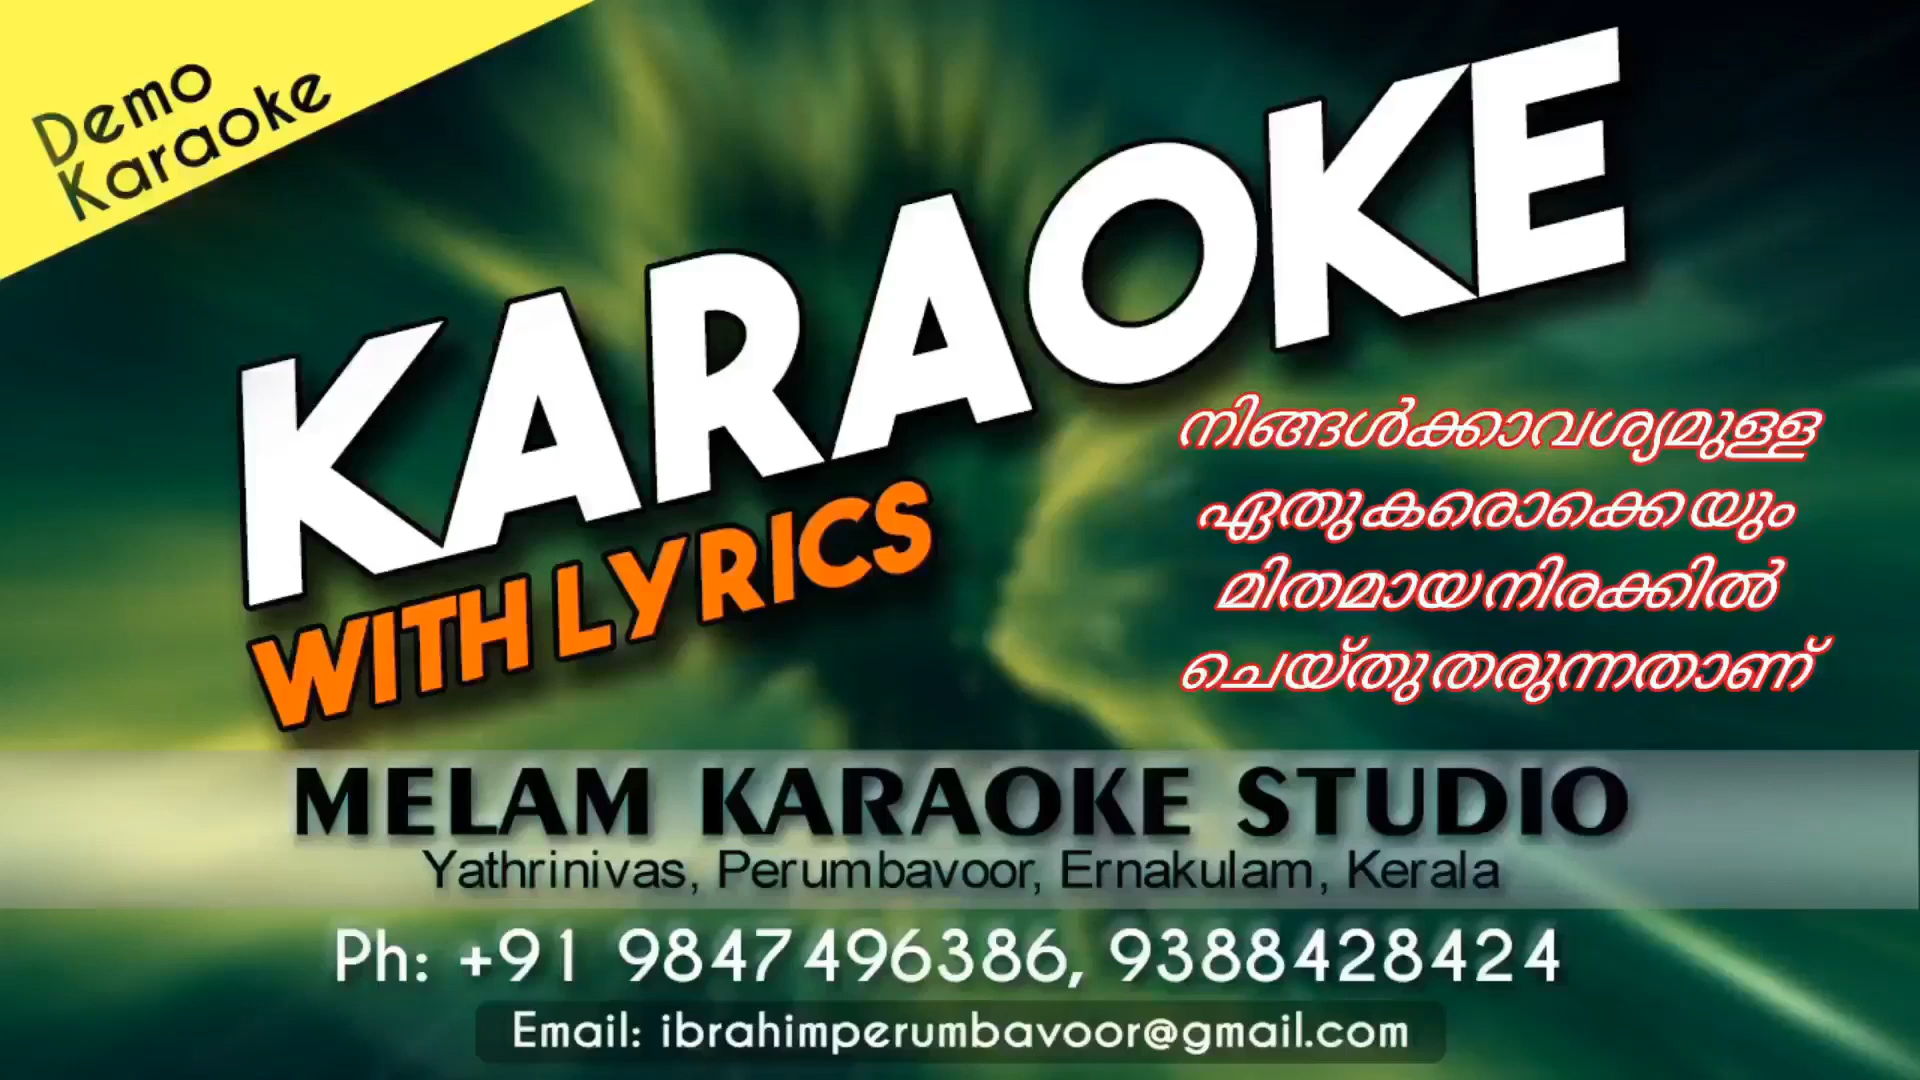 Demo
Karaoke
KARAOKE
WITH LYRICS
നിങ്ങൾക്കാവശ്യമുള്ള
ഏതു കരൊക്കെയും
മിതമായ നിരക്കിൽ
ചെയ്തു തരുന്നതാണ്
MELAM KARAOKE STUDIO
Yathrinivas, Perumbavoor, Ernakulam, Kerala
Ph: +91 9847496386, 9388428424
Email: ibrahimperumbavoor@gmail.com